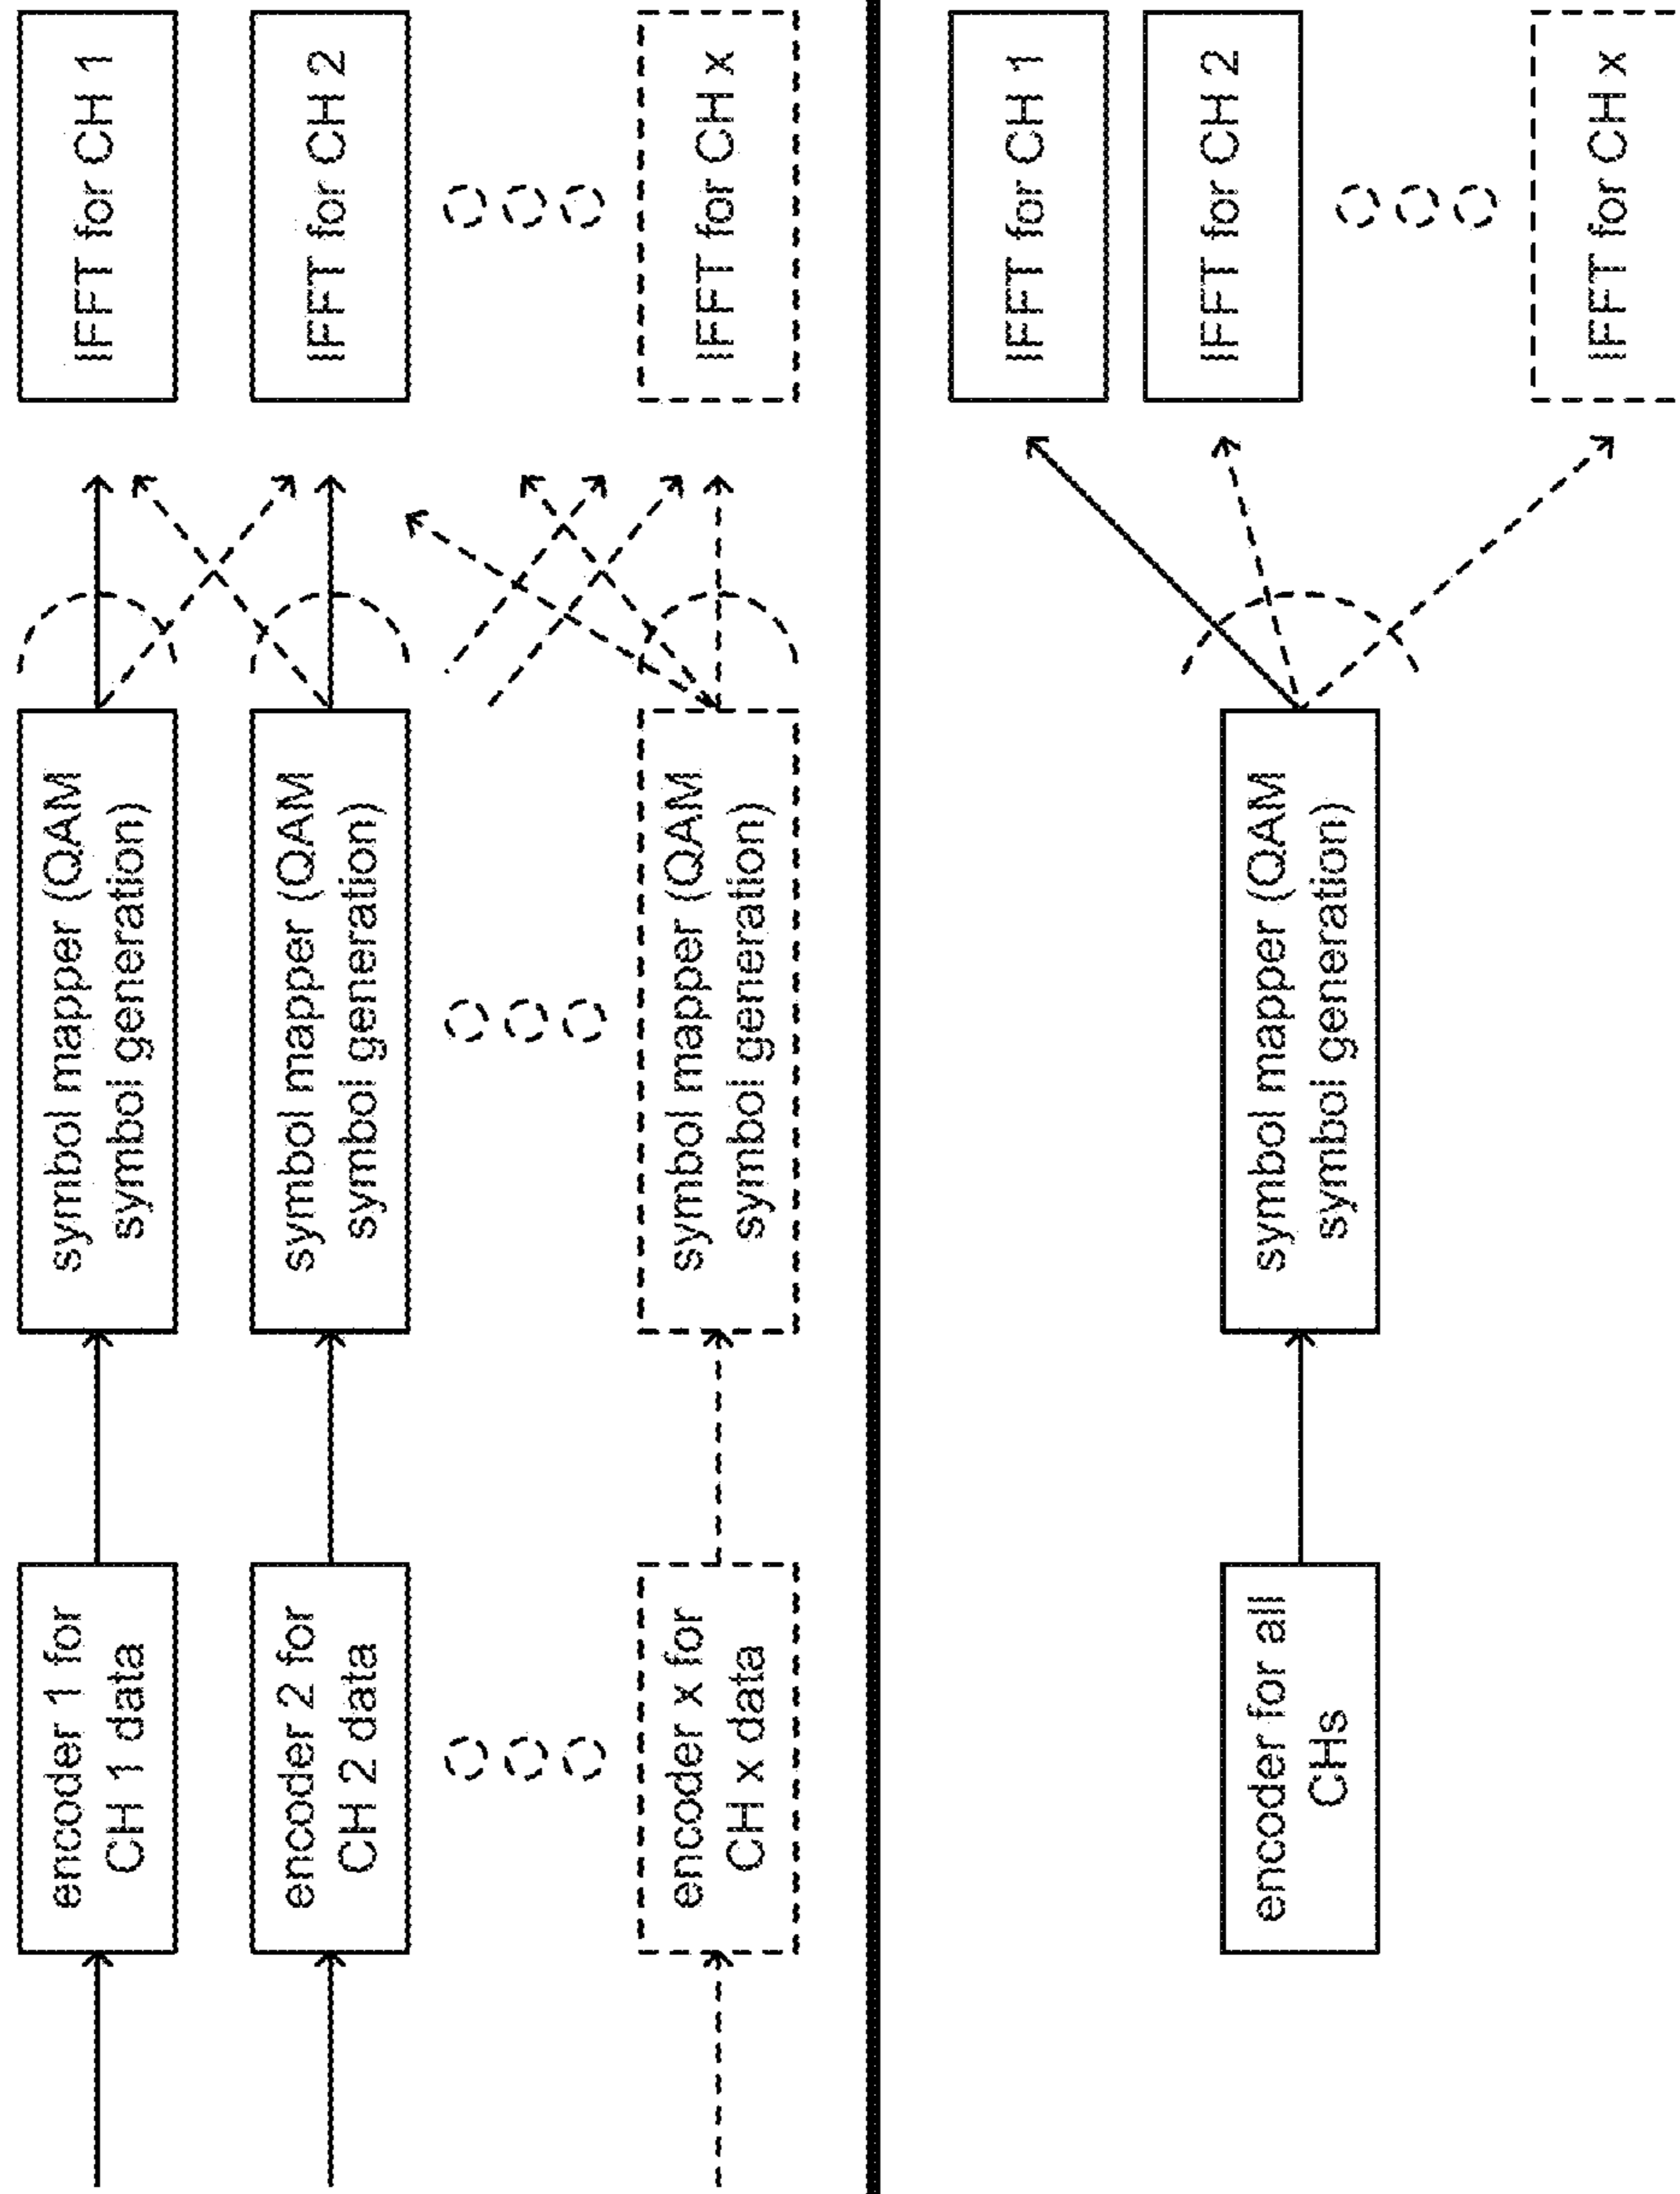 encoder 1 for
CH 1 data
symbol mapper (QAM
symbol generation)
IFFT for CH 1
encoder 2 for
CH 2 data
symbol mapper (QAM
symbol generation)
IFFT for CH 2
encoder x for
CH x data
symbol mapper (QAM
symbol generation)
IFFT for CH x
encoder for all
CHs
symbol mapper (QAM
symbol generation)
IFFT for CH 1
IFFT for CH 2
IFFT for CH x